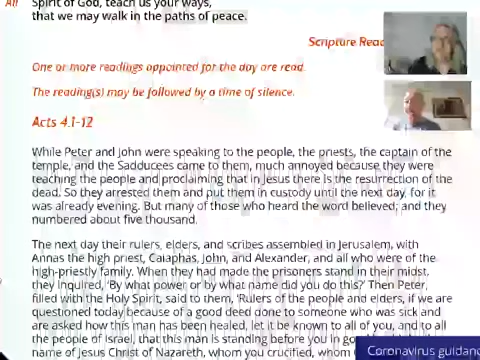 All Spirit of God, teach us your ways,
that we may walk in the paths of peace.
Scripture Read
One or more readings appointed for the day are read.
The reading(s) may be followed by a time of silence.
Acts 4.1-12
While Peter and John were speaking to the people, the priests, the captain of the
temple, and the Sadducees came to them, much annoyed because they were
teaching the people and proclaiming that in Jesus there is the resurrection of the
dead. So they arrested them and put them in custody until the next day, for it
was already evening. But many of those who heard the word believed; and they
numbered about five thousand.
The next day their rulers, elders, and scribes assembled in Jerusalem, with
Annas the high priest, Caiaphas, John, and Alexander, and all who were of the
high-priestly family. When they had made the prisoners stand in their midst,
they inquired, ‘By what power or by what name did you do this?’ Then Peter,
filled with the Holy Spirit, said to them, ‘Rulers of the people and elders, if we are
questioned today because of a good deed done to someone who was sick and
are asked how this man has been healed, let it be known to all of you, and to all
the people of Israel, that this man is standing before you in
name of Jesus Christ of Nazareth, whom you crucified, whom
Coronavirus guidanc